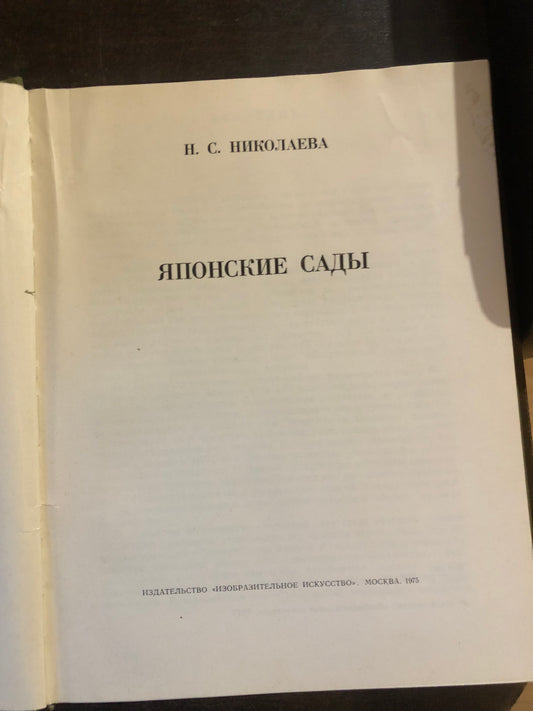 Н. С. НИКОЛАЕВА
ЯПОНСКИЕ САДЫ
ИЗДАТЕЛЬСТВО «ИЗОБРАЗИТЕЛЬНОЕ ИСКУССТВО». МОСКВА. 1975